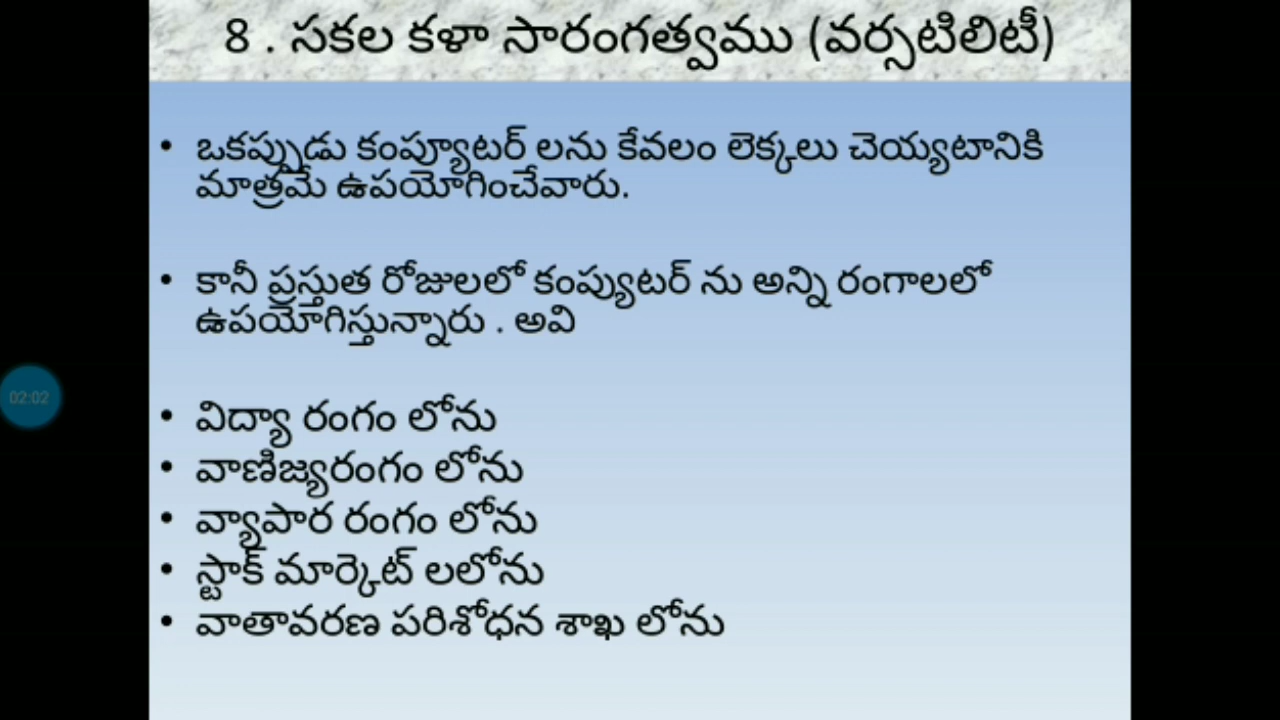 8 . సకల కళా సారంగత్వము (వర్సటిలిటీ)
• ఒకప్పుడు కంప్యూటర్ లను కేవలం లెక్కలు చెయ్యటానికి
మాత్రమే ఉపయోగించేవారు.
• కానీ ప్రస్తుత రోజులలో కంప్యుటర్ ను అన్ని రంగాలలో
ఉపయోగిస్తున్నారు . అవి
02:02
• విద్యా రంగం లోను
• వాణిజ్యరంగం లోను
• వ్యాపార రంగం లోను
• స్టాక్ మార్కెట్ లలోను
• వాతావరణ పరిశోధన శాఖ లోను